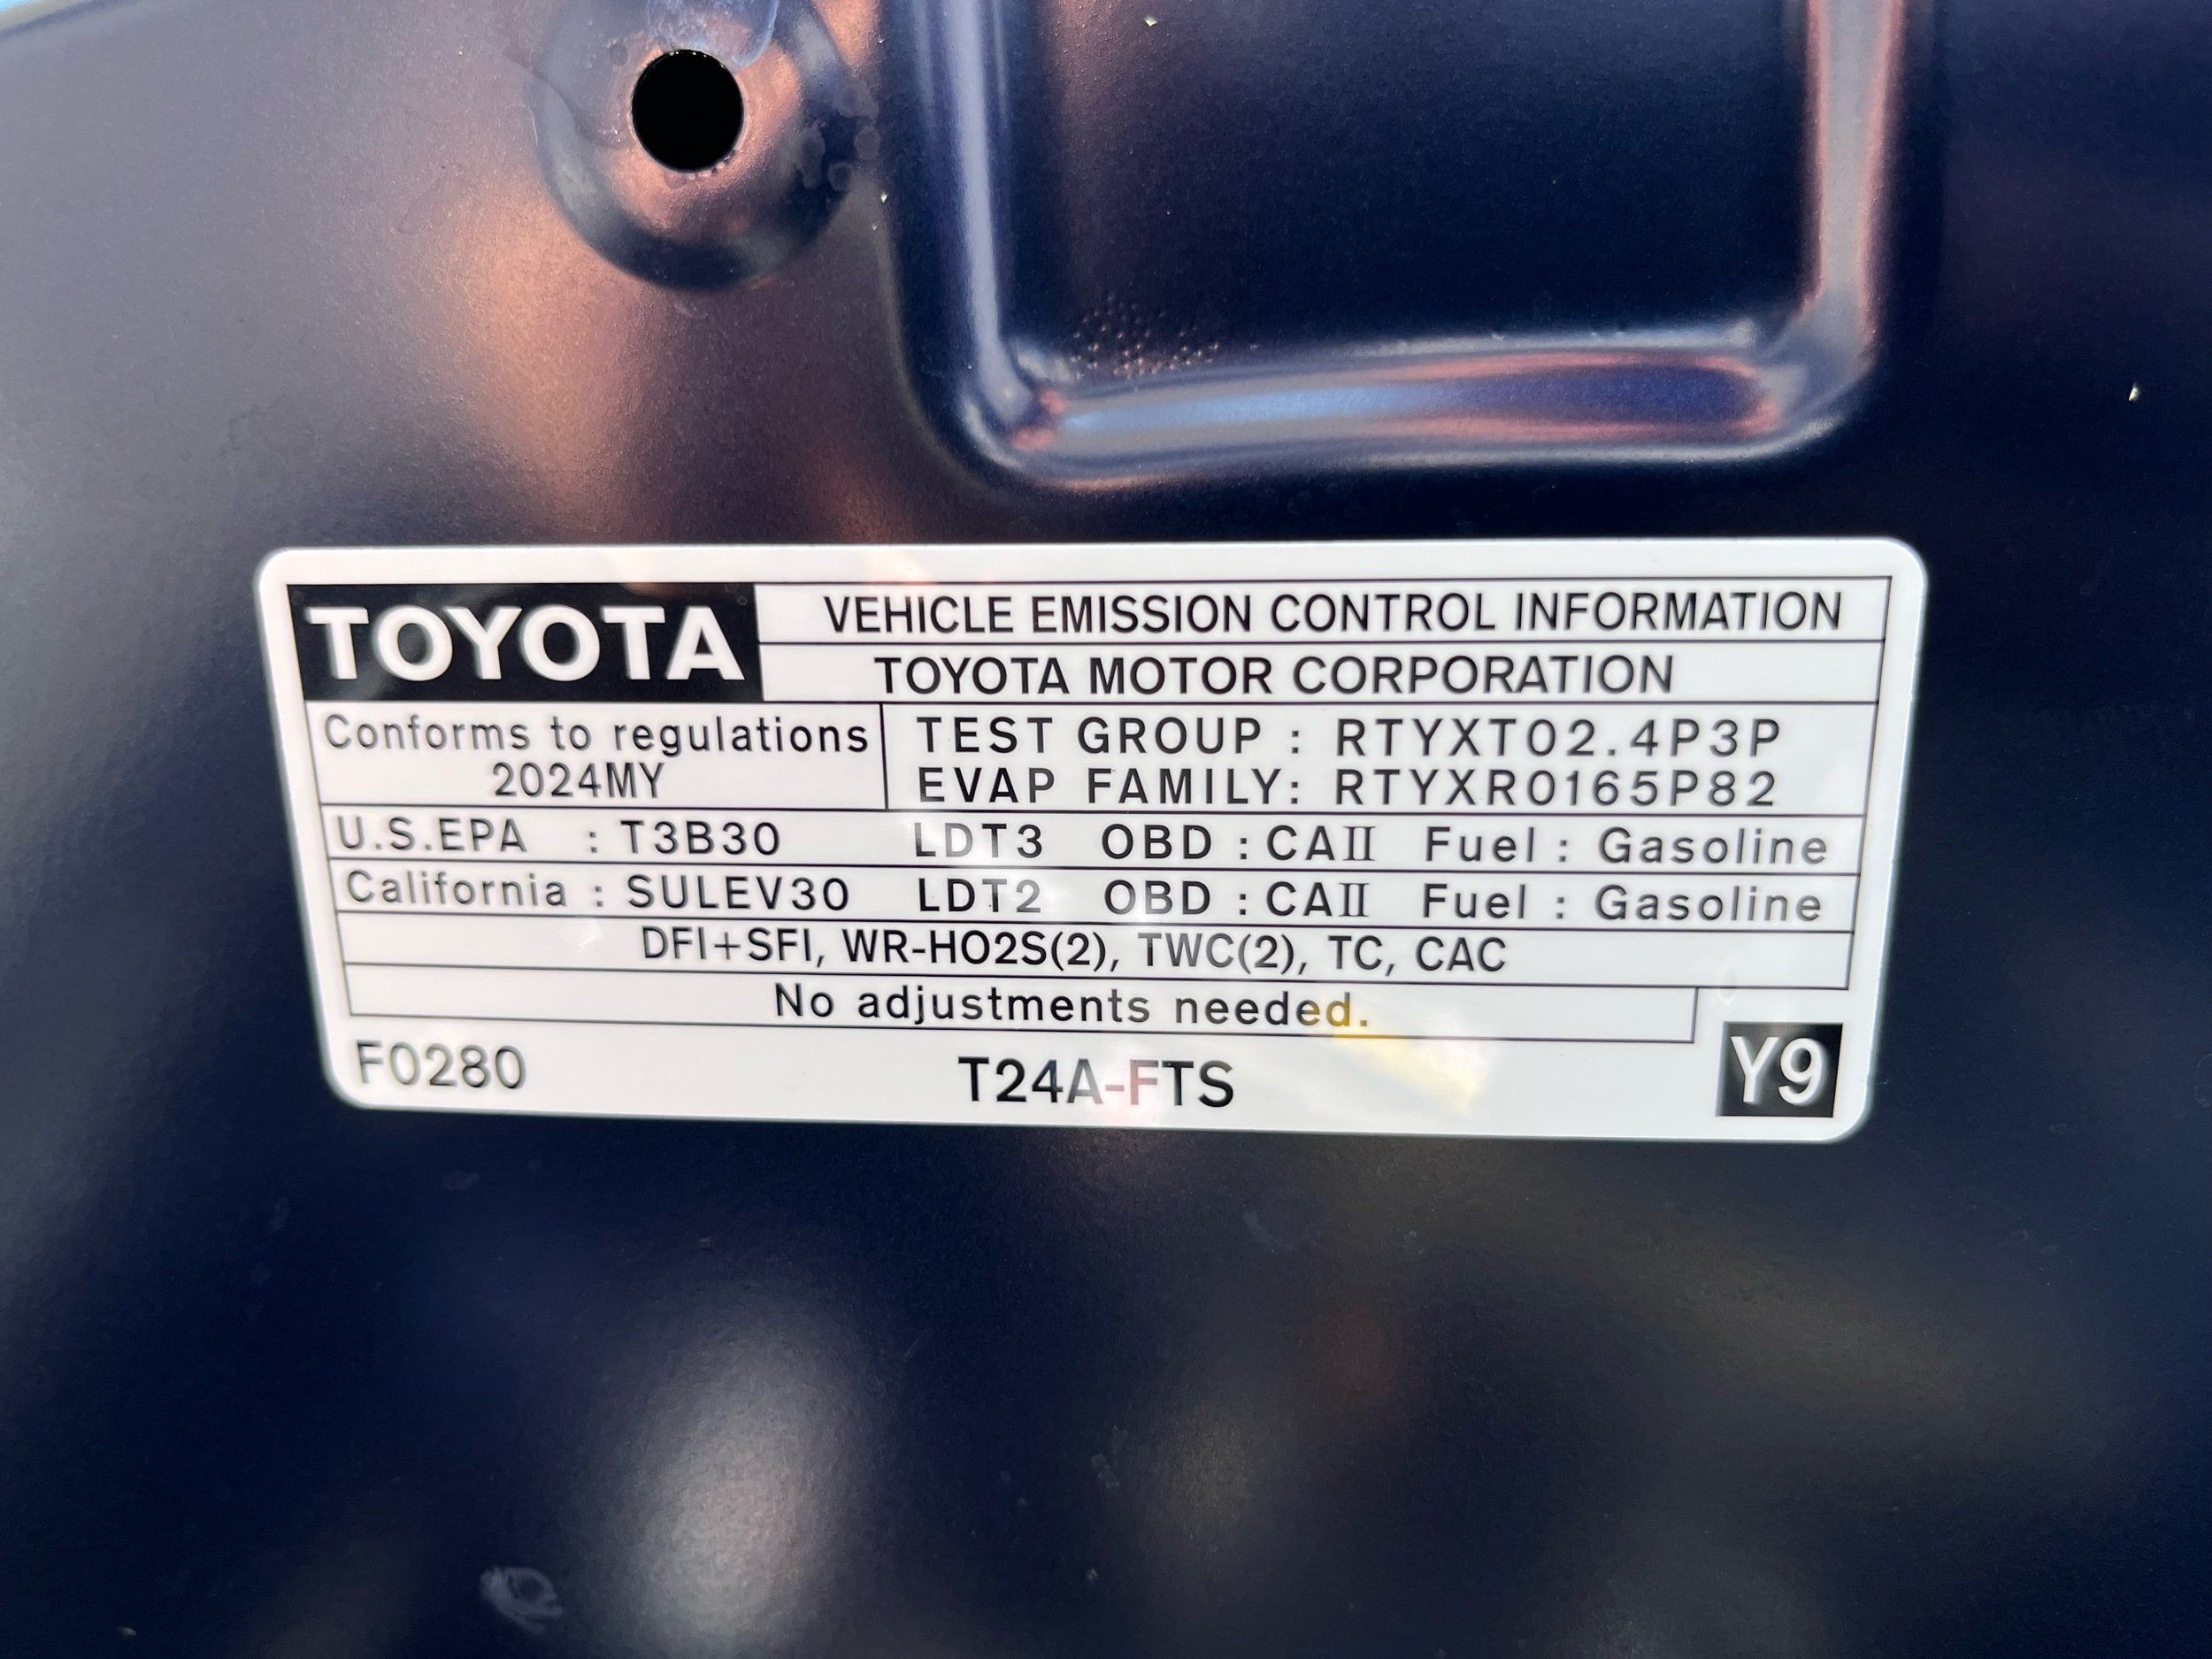 TOYOTA
VEHICLE EMISSION CONTROL INFORMATION
TOYOTA MOTOR CORPORATION
Conforms to regulations
2024MY
TEST GROUP : RTYXT02.4P3P
EVAP FAMILY: RTYXR0165P82
U.S.EPA : T3B30 LDT3 OBD : CAII Fuel : Gasoline
California : SULEV30 LDT2 OBD : CAII Fuel : Gasoline
DFI+SFI, WR-HO2S(2), TWC(2), TC, CAC
No adjustments needed.
F0280 T24A-FTS Y9